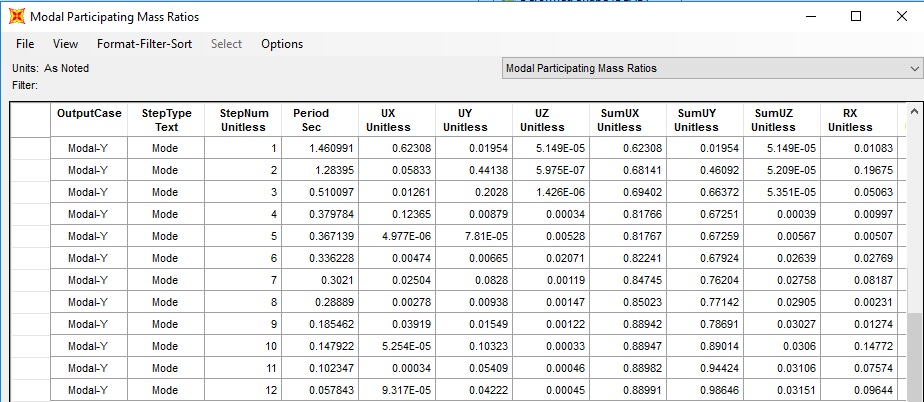 Modal Participating Mass Ratios
File View Format-Filter-Sort Select Options
Units: As Noted
Modal Participating Mass Ratios
Filter:
OutputCase StepType StepNum Period UX UY UZ SumUX SumUY SumUZ RX
Text Unitless Sec Unitless Unitless Unitless Unitless Unitless Unitless Unitless
Modal-Y Mode 1 1.460991 0.62308 0.01954 5.149E-05 0.62308 0.01954 5.149E-05 0.01083
Modal-Y Mode 2 1.28395 0.05833 0.44138 5.975E-07 0.68141 0.46092 5.209E-05 0.19675
Modal-Y Mode 3 0.510097 0.01261 0.2028 1.426E-06 0.69402 0.66372 5.351E-05 0.05063
Modal-Y Mode 4 0.379784 0.12365 0.00879 0.00034 0.81766 0.67251 0.00039 0.00997
Modal-Y Mode 5 0.367139 4.977E-06 7.81E-05 0.00528 0.81767 0.67259 0.00567 0.00507
Modal-Y Mode 6 0.336228 0.00474 0.00665 0.02071 0.82241 0.67924 0.02639 0.02769
Modal-Y Mode 7 0.3021 0.02504 0.0828 0.00119 0.84745 0.76204 0.02758 0.08187
Modal-Y Mode 8 0.28889 0.00278 0.00938 0.00147 0.85023 0.77142 0.02905 0.00231
Modal-Y Mode 9 0.185462 0.03919 0.01549 0.00122 0.88942 0.78691 0.03027 0.01274
Modal-Y Mode 10 0.147922 5.254E-05 0.10323 0.00033 0.88947 0.89014 0.0306 0.14772
Modal-Y Mode 11 0.102347 0.00034 0.05409 0.00046 0.88982 0.94424 0.03106 0.07574
Modal-Y Mode 12 0.057843 9.317E-05 0.04222 0.00045 0.88991 0.98646 0.03151 0.09644